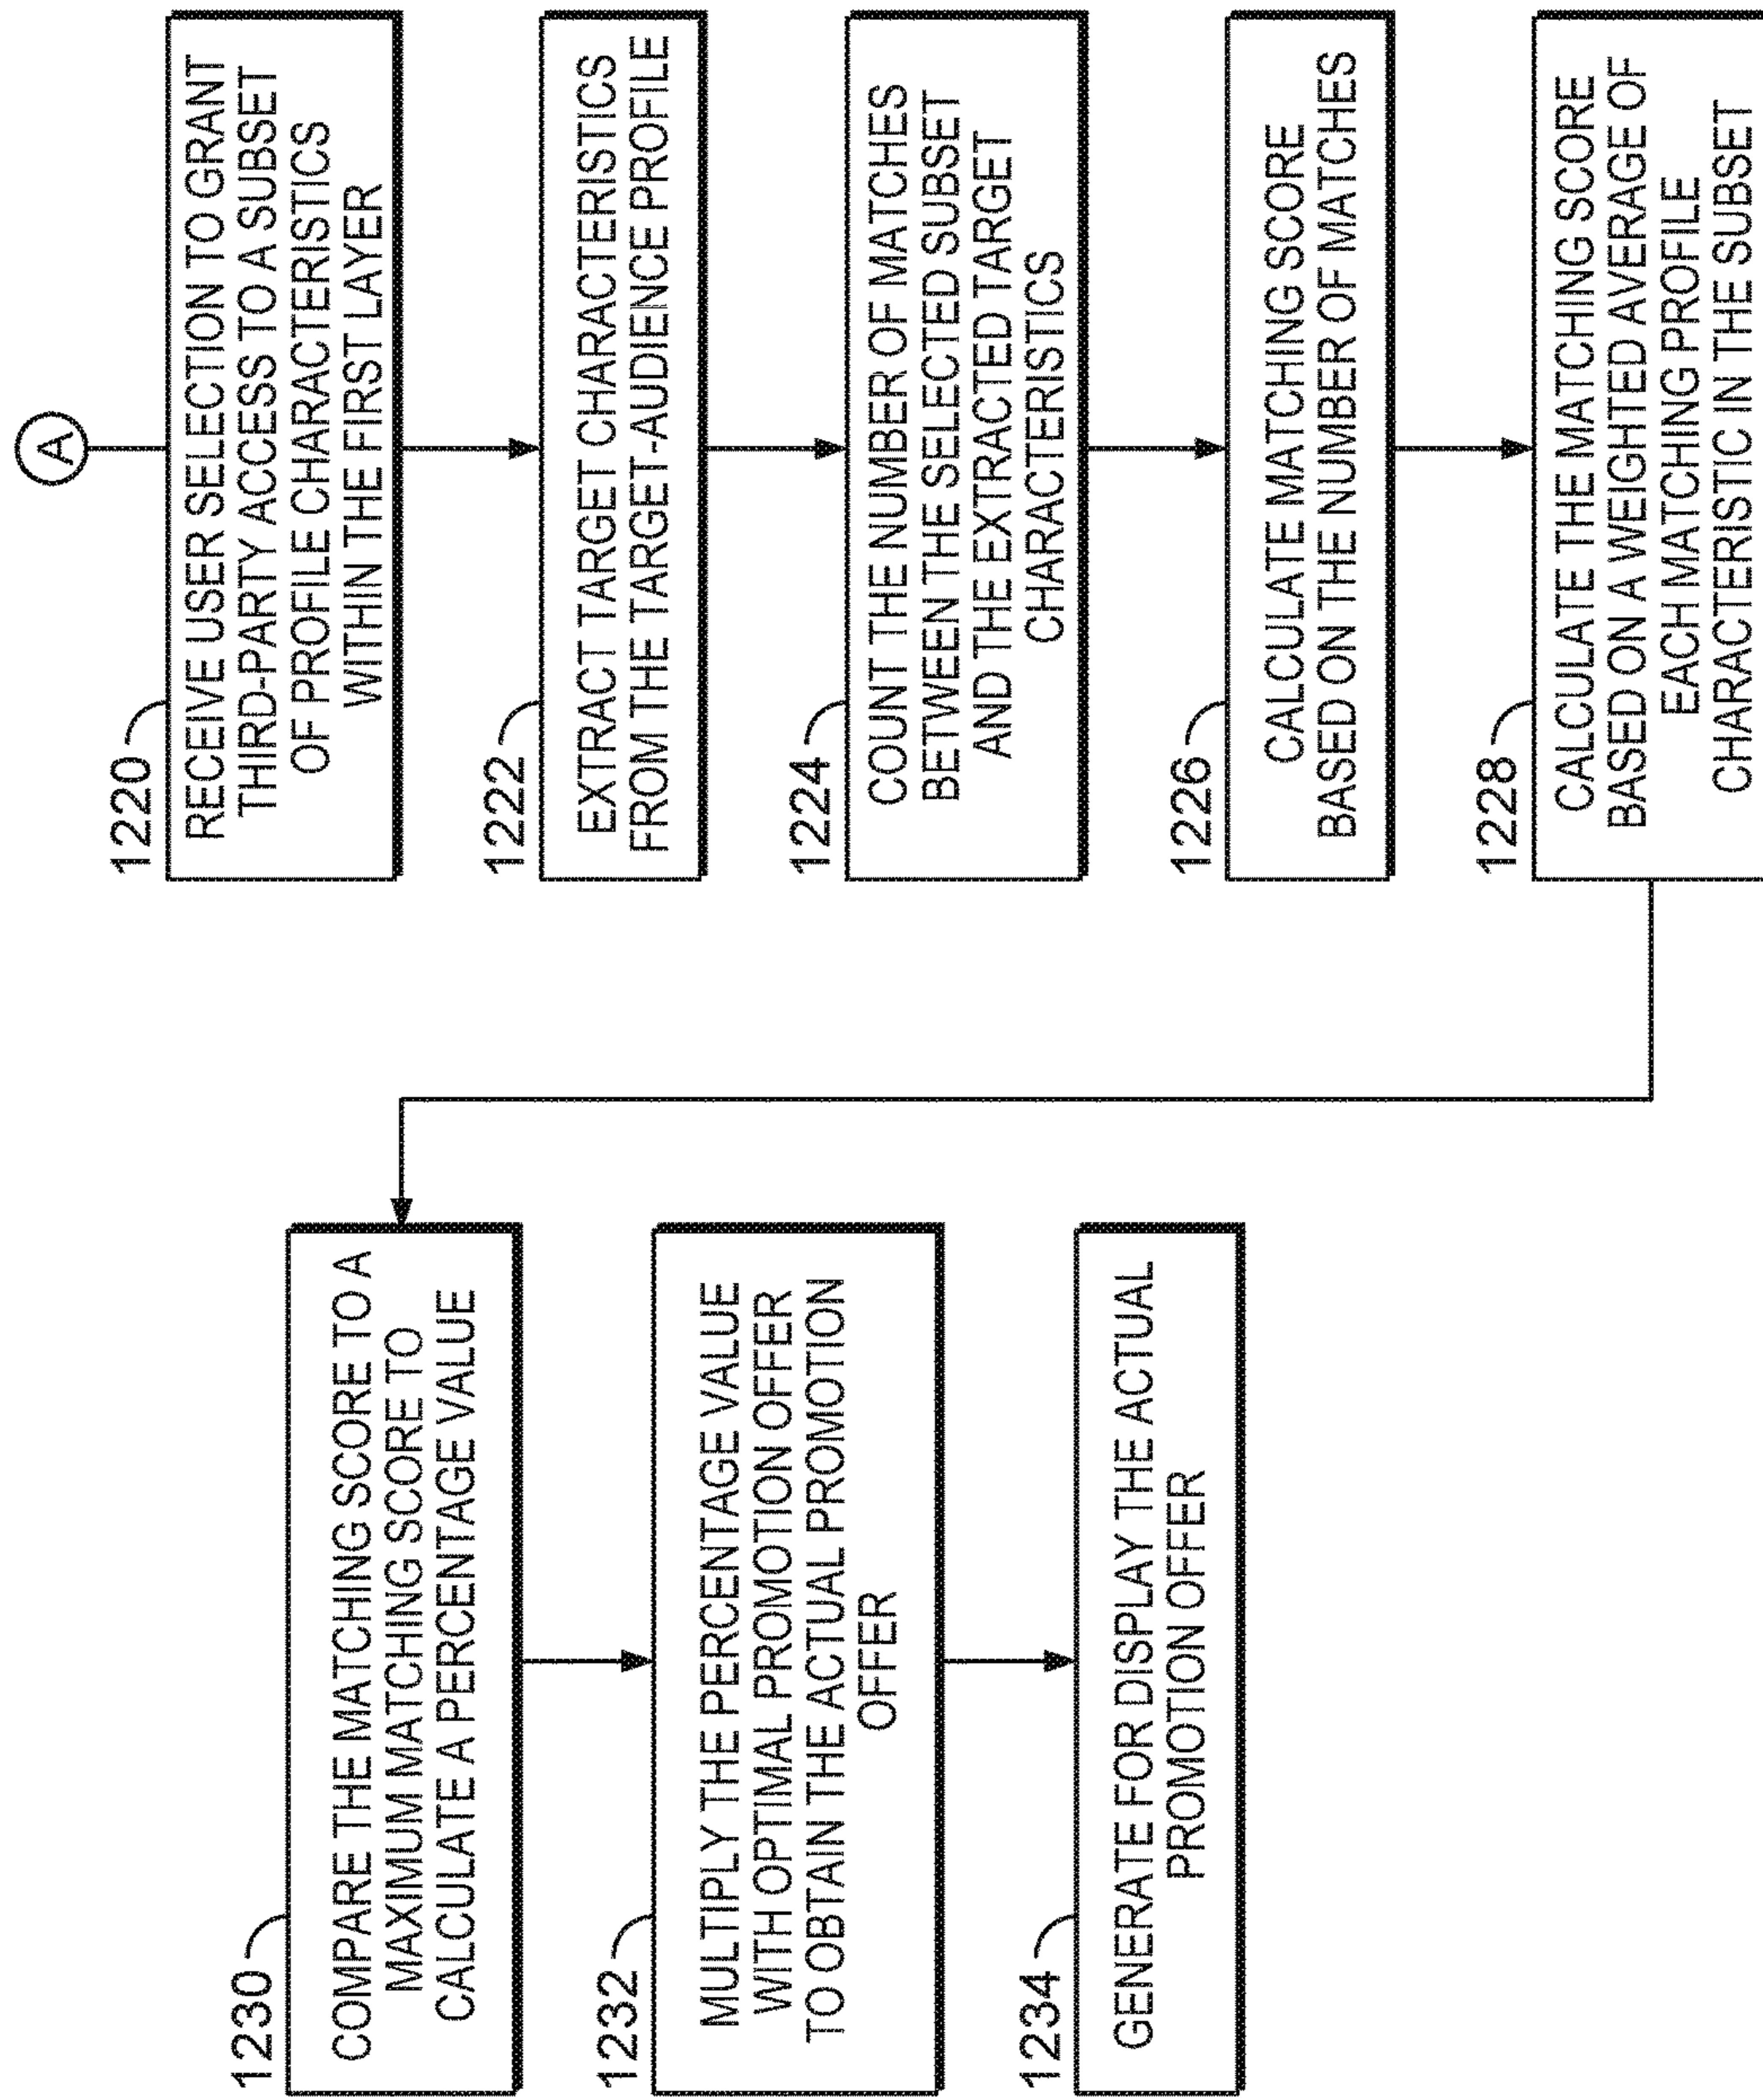 A
1220
RECEIVE USER SELECTION TO GRANT
THIRD-PARTY ACCESS TO A SUBSET
OF PROFILE CHARACTERISTICS
WITHIN THE FIRST LAYER
1222
EXTRACT TARGET CHARACTERISTICS
FROM THE TARGET-AUDIENCE PROFILE
1224
COUNT THE NUMBER OF MATCHES
BETWEEN THE SELECTED SUBSET
AND THE EXTRACTED TARGET
CHARACTERISTICS
1226
CALCULATE MATCHING SCORE
BASED ON THE NUMBER OF MATCHES
1228
CALCULATE THE MATCHING SCORE
BASED ON A WEIGHTED AVERAGE OF
EACH MATCHING PROFILE
CHARACTERISTIC IN THE SUBSET
1230
COMPARE THE MATCHING SCORE TO A
MAXIMUM MATCHING SCORE TO
CALCULATE A PERCENTAGE VALUE
1232
MULTIPLY THE PERCENTAGE VALUE
WITH OPTIMAL PROMOTION OFFER
TO OBTAIN THE ACTUAL PROMOTION
OFFER
1234
GENERATE FOR DISPLAY THE ACTUAL
PROMOTION OFFER